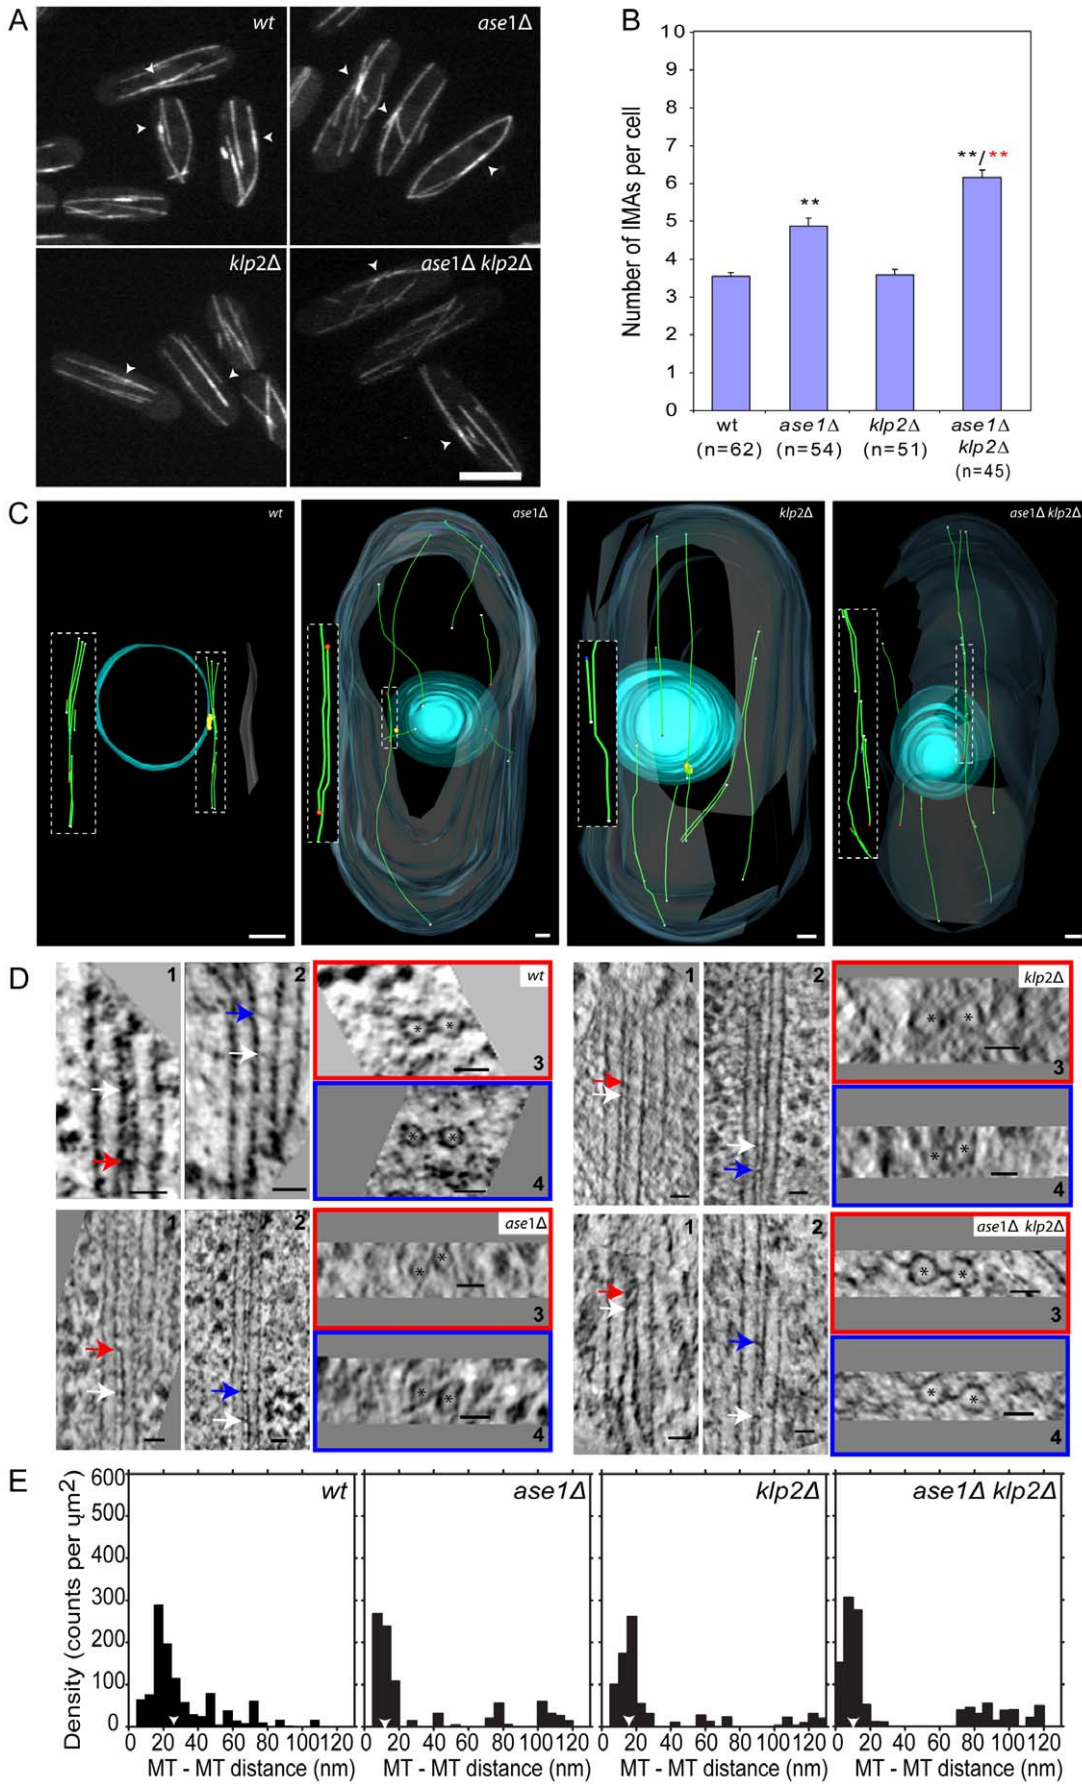 A
wt
ase1Δ
klp2Δ
ase1Δ klp2Δ
B
Number of IMAs per cell
10
9
8
7
6
5
4
3
2
1
0
**
**/**
wt
(n=62)
ase1Δ
(n=54)
klp2Δ
(n=51)
ase1Δ
klp2Δ
(n=45)
C
wt
ase1Δ
klp2Δ
ase1Δ klp2Δ
D
1
2
wt
* *
3
* *
4
1
2
klp2Δ
* *
3
* *
4
1
2
ase1Δ
* *
3
* *
4
1
2
ase1Δ klp2Δ
* *
3
* *
4
E
Density (counts per µm²)
600
500
400
300
200
100
0
wt
ase1Δ
klp2Δ
ase1Δ klp2Δ
0 20 40 60 80 100 120
0 20 40 60 80 100 120
0 20 40 60 80 100 120
0 20 40 60 80 100 120
MT - MT distance (nm)
MT - MT distance (nm)
MT - MT distance (nm)
MT - MT distance (nm)